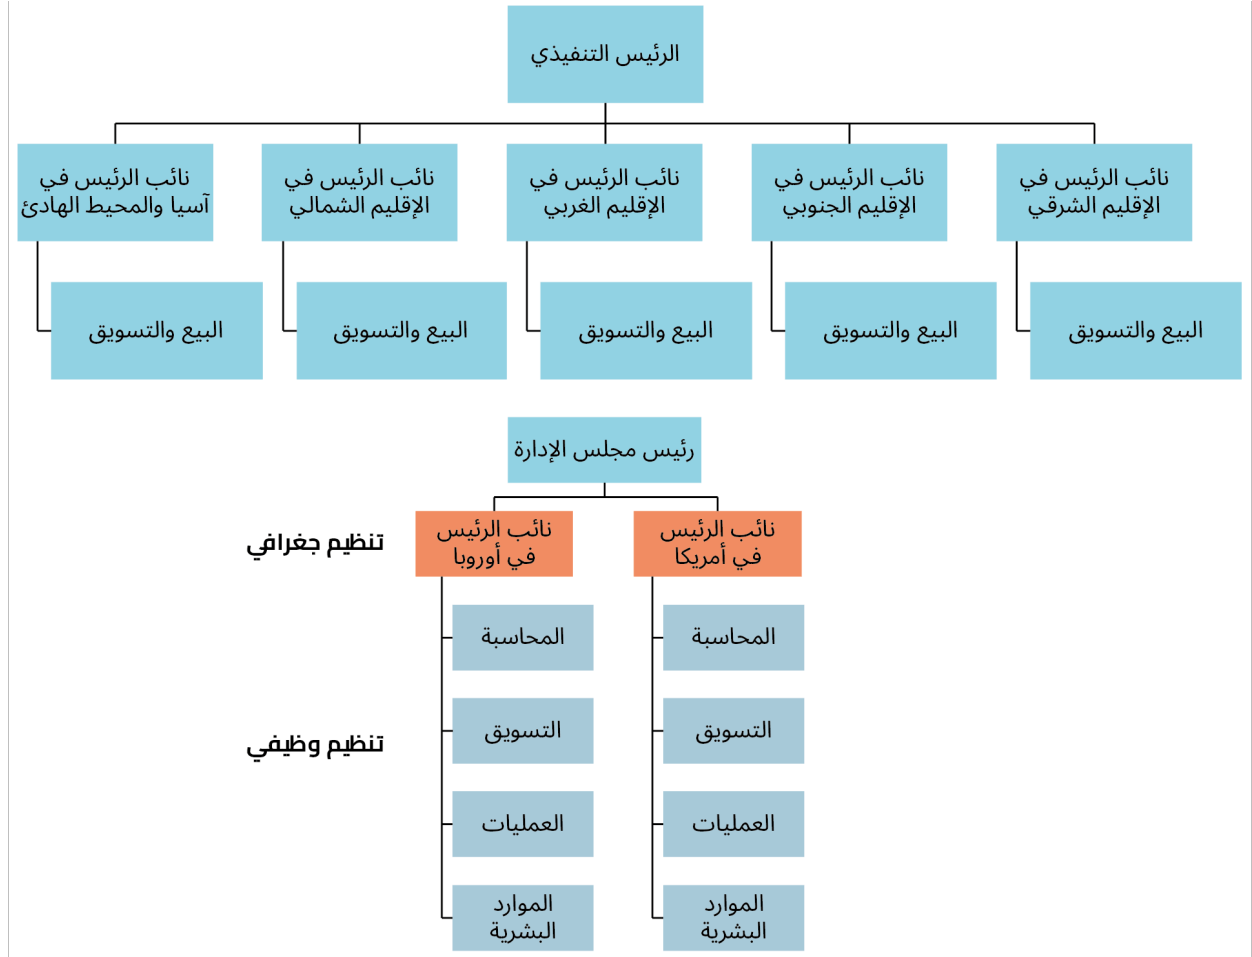 الرئيس التنفيذي
نائب الرئيس في
الإقليم الشرقي
نائب الرئيس في
الإقليم الجنوبي
نائب الرئيس في
الإقليم الغربي
نائب الرئيس في
الإقليم الشمالي
نائب الرئيس في
آسيا والمحيط الهادئ
البيع والتسويق
البيع والتسويق
البيع والتسويق
البيع والتسويق
البيع والتسويق
رئيس مجلس الإدارة
نائب الرئيس
في أمريكا
نائب الرئيس
في أوروبا
تنظيم جغرافي
المحاسبة
المحاسبة
التسويق
التسويق
تنظيم وظيفي
العمليات
العمليات
الموارد
البشرية
الموارد
البشرية